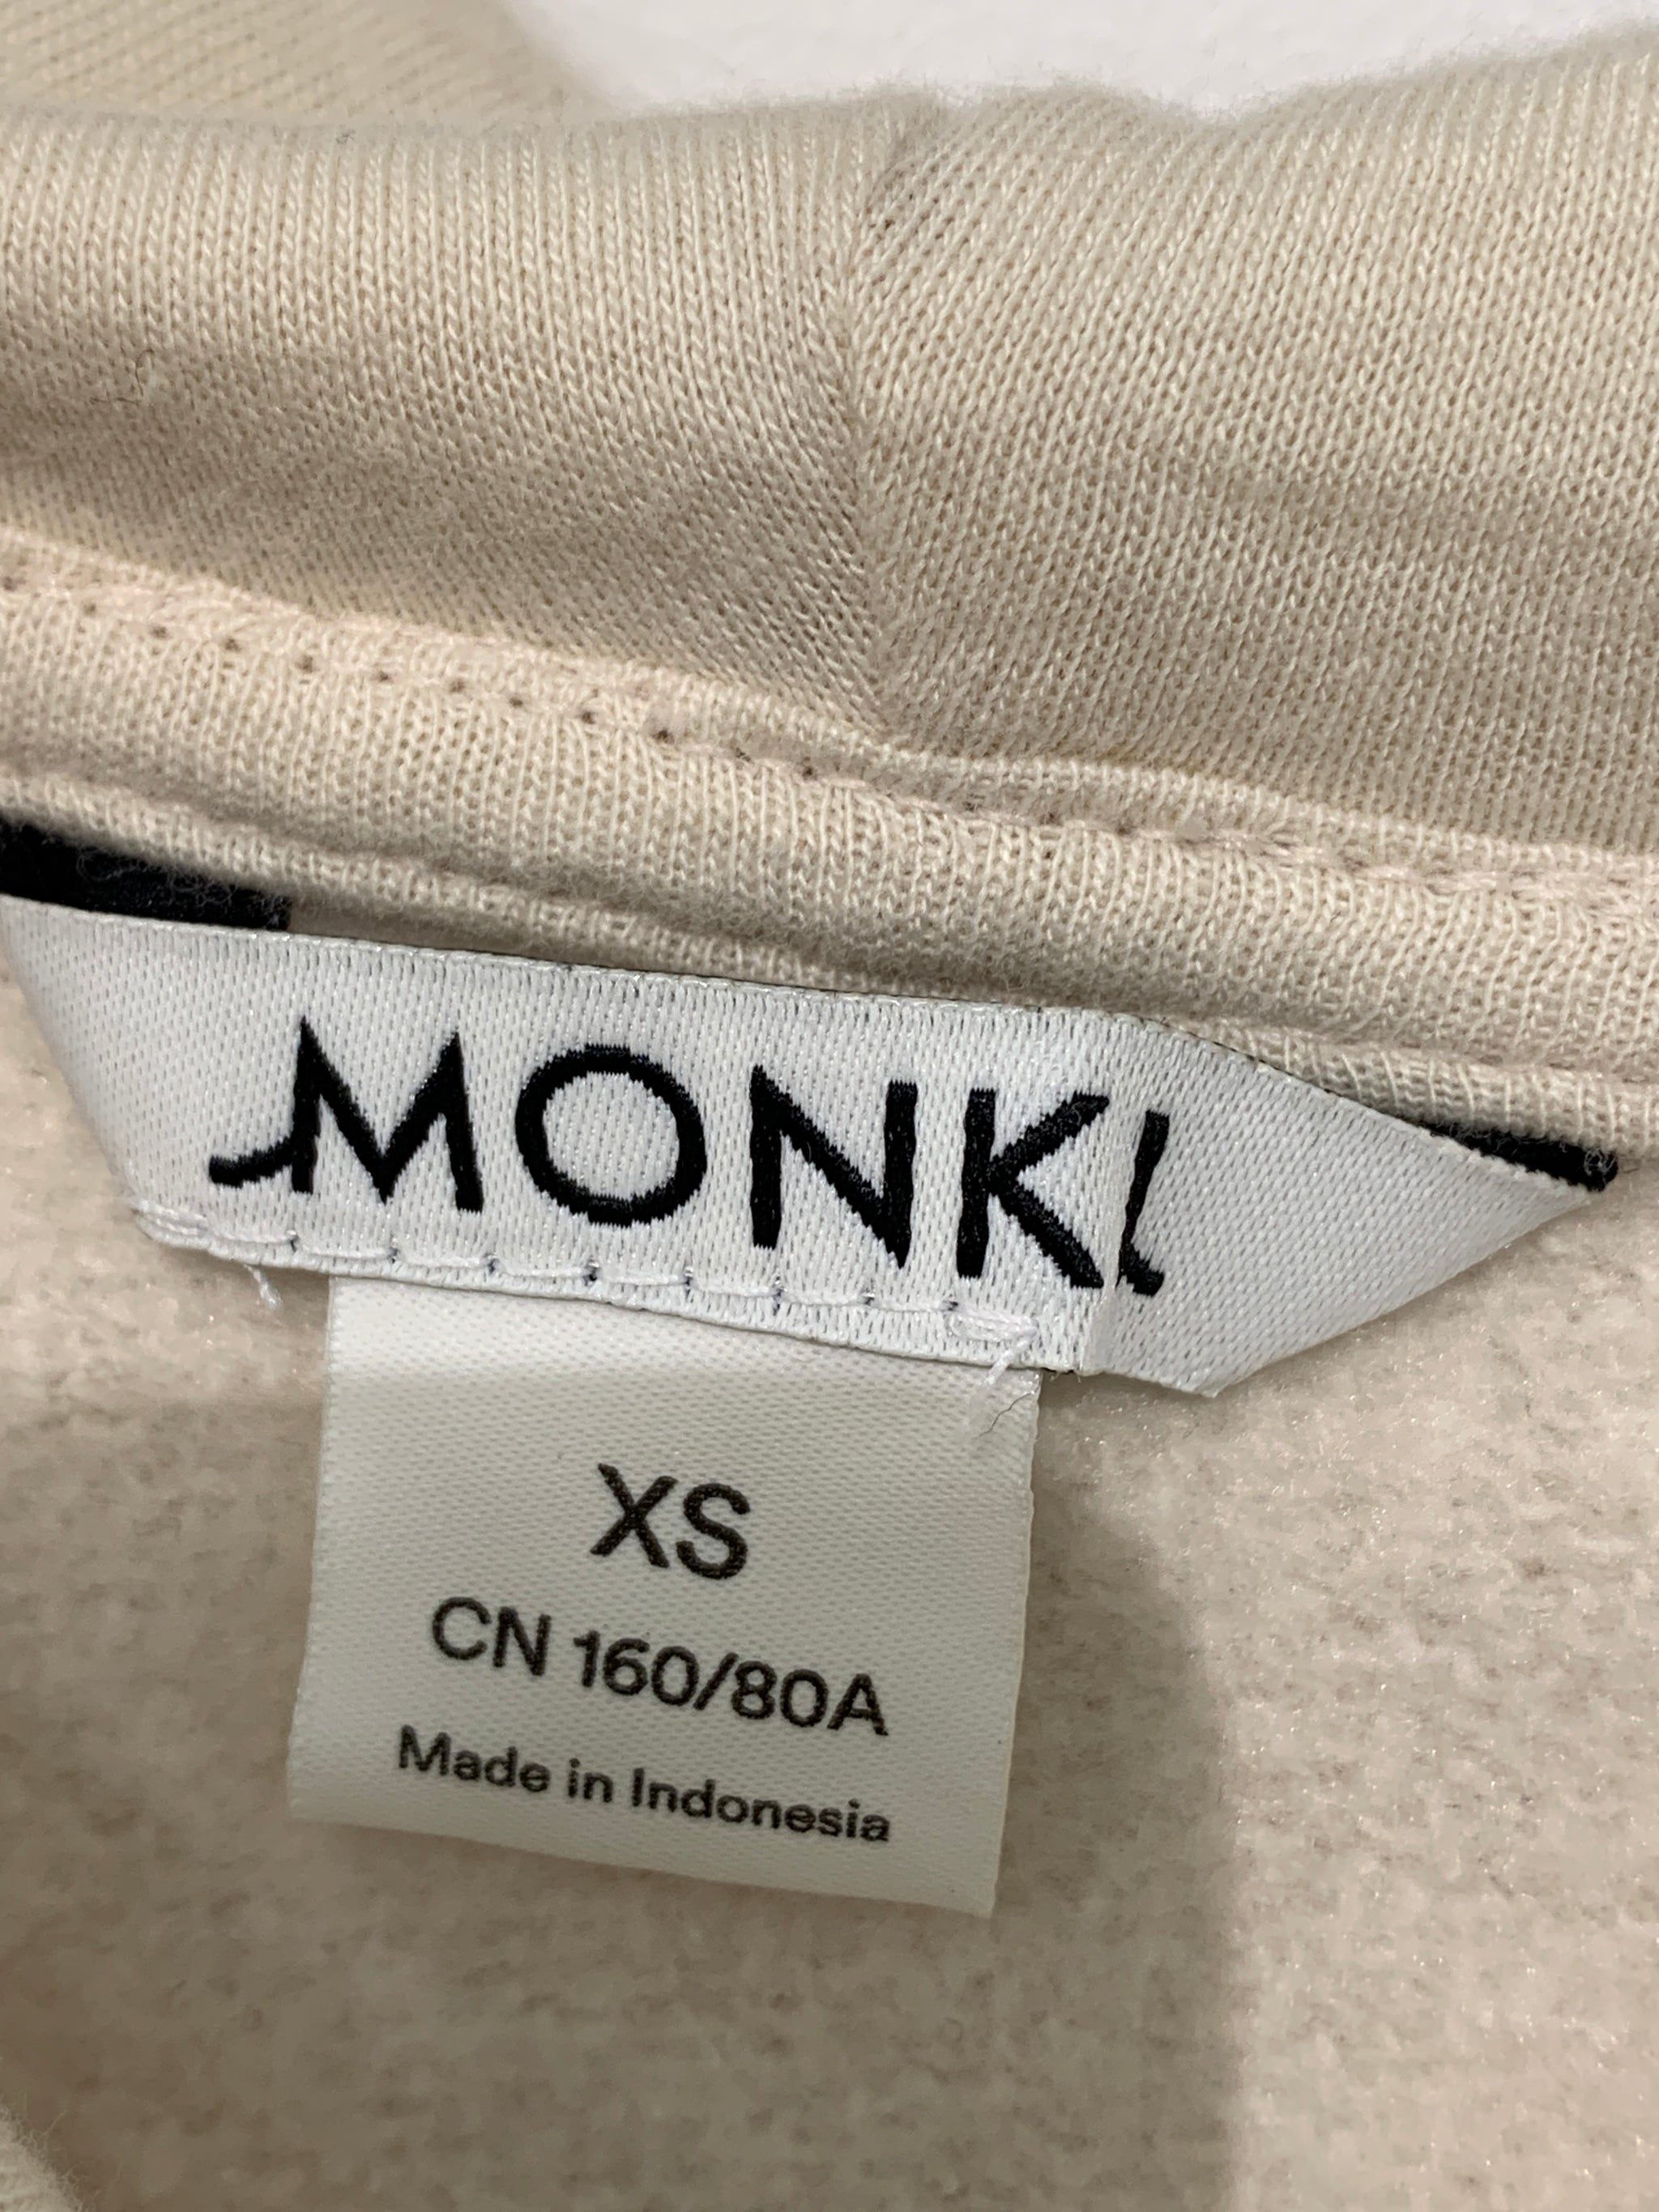 MONKI
XS
CN 160/80A
Made in Indonesia